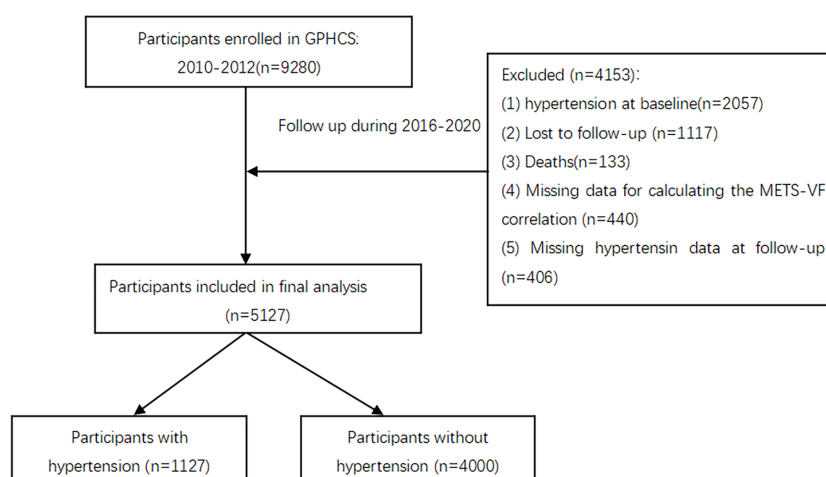 Participants enrolled in GPHCS:
2010-2012(n=9280)
Follow up during 2016-2020
Excluded (n=4153):
(1) hypertension at baseline(n=2057)
(2) Lost to follow-up (n=1117)
(3) Deaths(n=133)
(4) Missing data for calculating the METS-VF
correlation (n=440)
(5) Missing hypertensin data at follow-up
(n=406)
Participants included in final analysis
(n=5127)
Participants with
hypertension (n=1127)
Participants without
hypertension (n=4000)